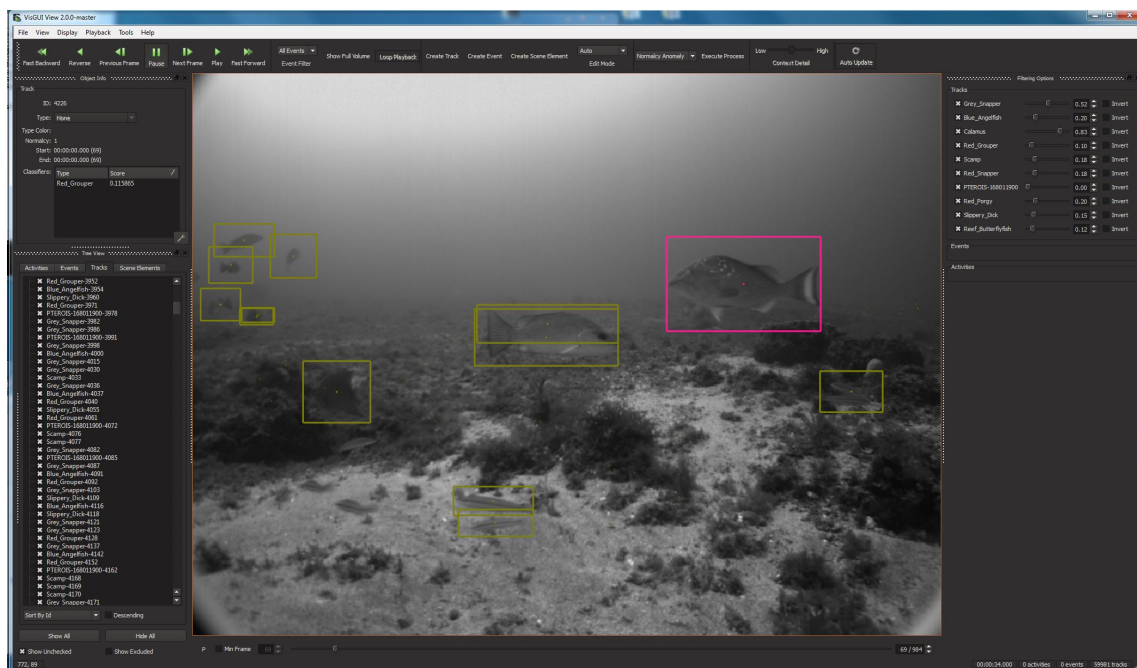 VisGUI View 2.0.0-master
File View Display Playback Tools Help
Fast Backward Reverse Previous Frame Pause Next Frame Play Fast Forward
All Events
Event Filter
Show Full Volume Loop Playback Create Track Create Event Create Scene Element
Auto
Edit Mode
Normalcy Anomaly Execute Process
Low High
Context Detail
Auto Update
Object Info
Track
ID: 4226
Type: None
Type Color:
Normalcy: 1
Start: 00:00:00.000 (69)
End: 00:00:00.000 (69)
Classifiers: Type Score
Red_Grouper 0.115865
Tree View
Activities Events Tracks Scene Elements
Red_Grouper-3952
Blue_Angelfish-3954
Slippery_Dick-3960
Red_Grouper-3971
PTEROIS-168011900-3978
Grey_Snapper-3982
Grey_Snapper-3986
PTEROIS-168011900-3991
Grey_Snapper-3998
Blue_Angelfish-4000
Grey_Snapper-4015
Grey_Snapper-4030
Scamp-4033
Grey_Snapper-4036
Blue_Angelfish-4037
Red_Grouper-4040
Slippery_Dick-4055
Red_Grouper-4061
PTEROIS-168011900-4072
Scamp-4076
Scamp-4077
Grey_Snapper-4082
PTEROIS-168011900-4085
Grey_Snapper-4087
Blue_Angelfish-4091
Red_Grouper-4092
Grey_Snapper-4103
Slippery_Dick-4109
Blue_Angelfish-4116
Slippery_Dick-4118
Grey_Snapper-4121
Grey_Snapper-4123
Red_Grouper-4128
Grey_Snapper-4137
Blue_Angelfish-4142
Red_Grouper-4152
PTEROIS-168011900-4162
Scamp-4168
Scamp-4169
Scamp-4170
Grey_Snapper-4171
Sort By Id Descending
Show All Hide All
Show Unchecked Show Excluded
772, 89
P Min Frame
69 / 984
Filtering Options
Tracks
Grey_Snapper 0.52 Invert
Blue_Angelfish 0.20 Invert
Calamus 0.83 Invert
Red_Grouper 0.10 Invert
Scamp 0.18 Invert
Red_Snapper 0.18 Invert
PTEROIS-168011900 0.00 Invert
Red_Porgy 0.20 Invert
Slippery_Dick 0.15 Invert
Reef_Butterflyfish 0.12 Invert
Events
Activities
00:00:34.000 0 activities 0 events 59981 tracks